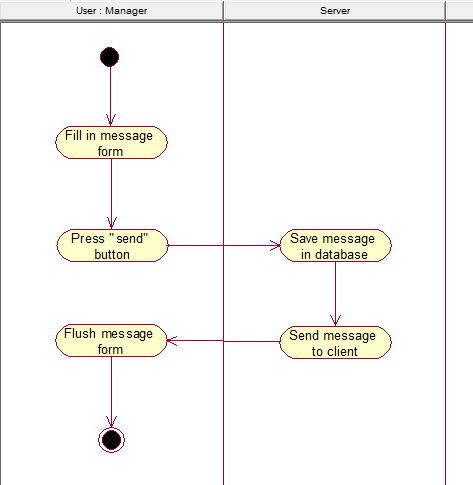 User : Manager
Server
Fill in message
form
Press "send"
button
Save message
in database
Flush message
form
Send message
to client